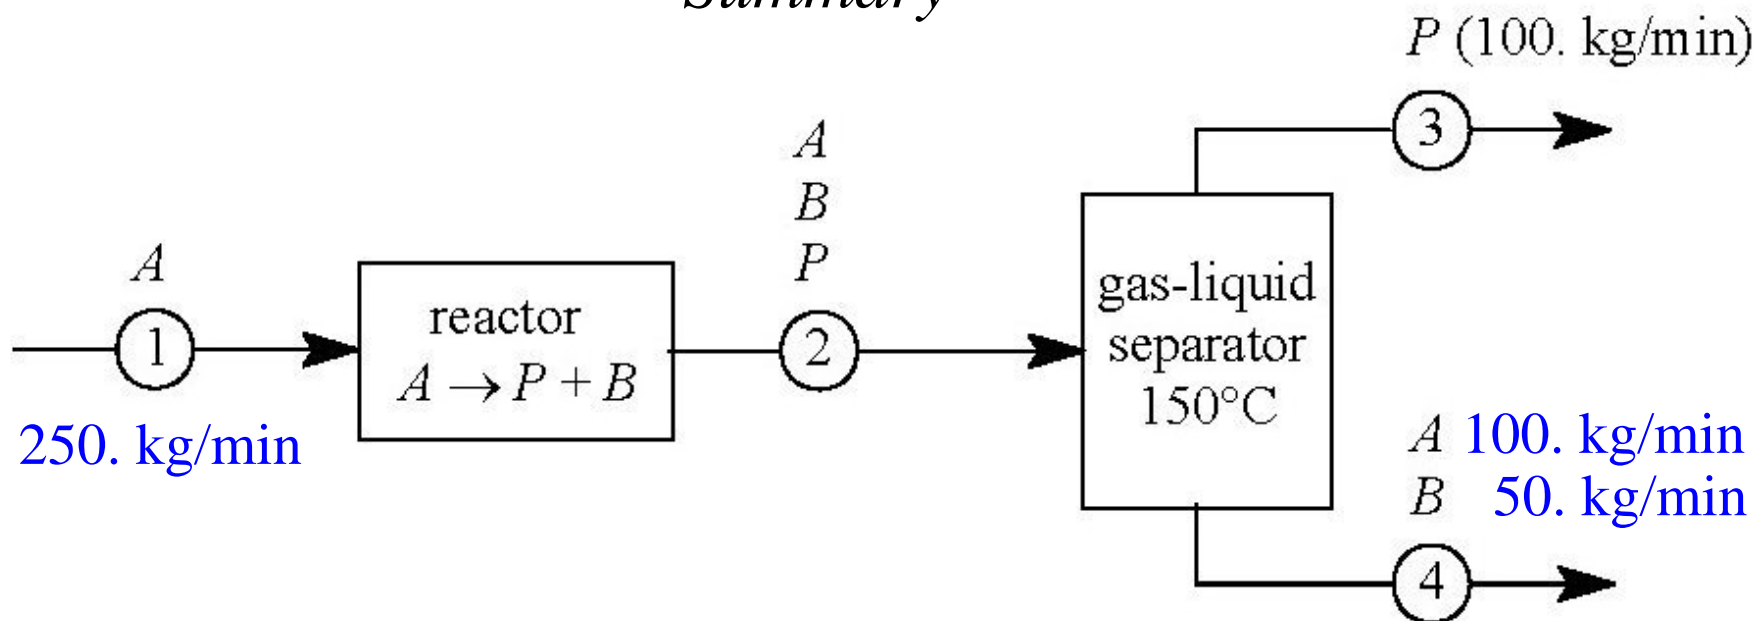 Summary
P (100. kg/min)
3
A
B
P
A
1
reactor
A → P + B
2
gas-liquid
separator
150°C
250. kg/min
A 100. kg/min
B 50. kg/min
4